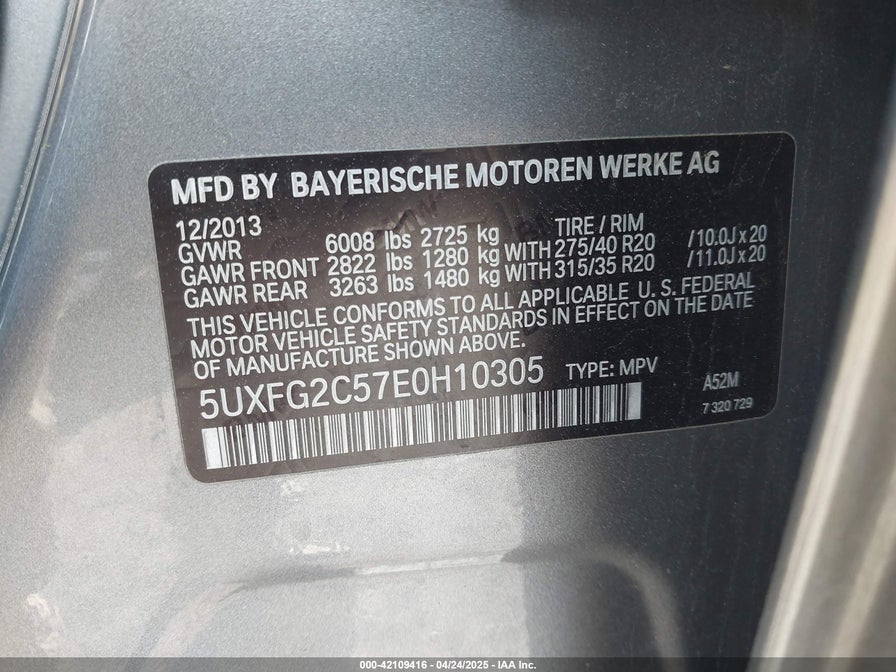 MFD BY BAYERISCHE MOTOREN WERKE AG
12/2013 TIRE / RIM
GVWR 6008 lbs 2725 kg
GAWR FRONT 2822 lbs 1280 kg WITH 275/40 R20 /10.0J x 20
GAWR REAR 3263 lbs 1480 kg WITH 315/35 R20 /11.0J x 20
THIS VEHICLE CONFORMS TO ALL APPLICABLE U.S. FEDERAL
MOTOR VEHICLE SAFETY STANDARDS IN EFFECT ON THE DATE
OF MANUFACTURE SHOWN ABOVE.
5UXFG2C57E0H10305 TYPE: MPV A52M
7 320 729
000-42109416 - 04/24/2025 - IAA Inc.